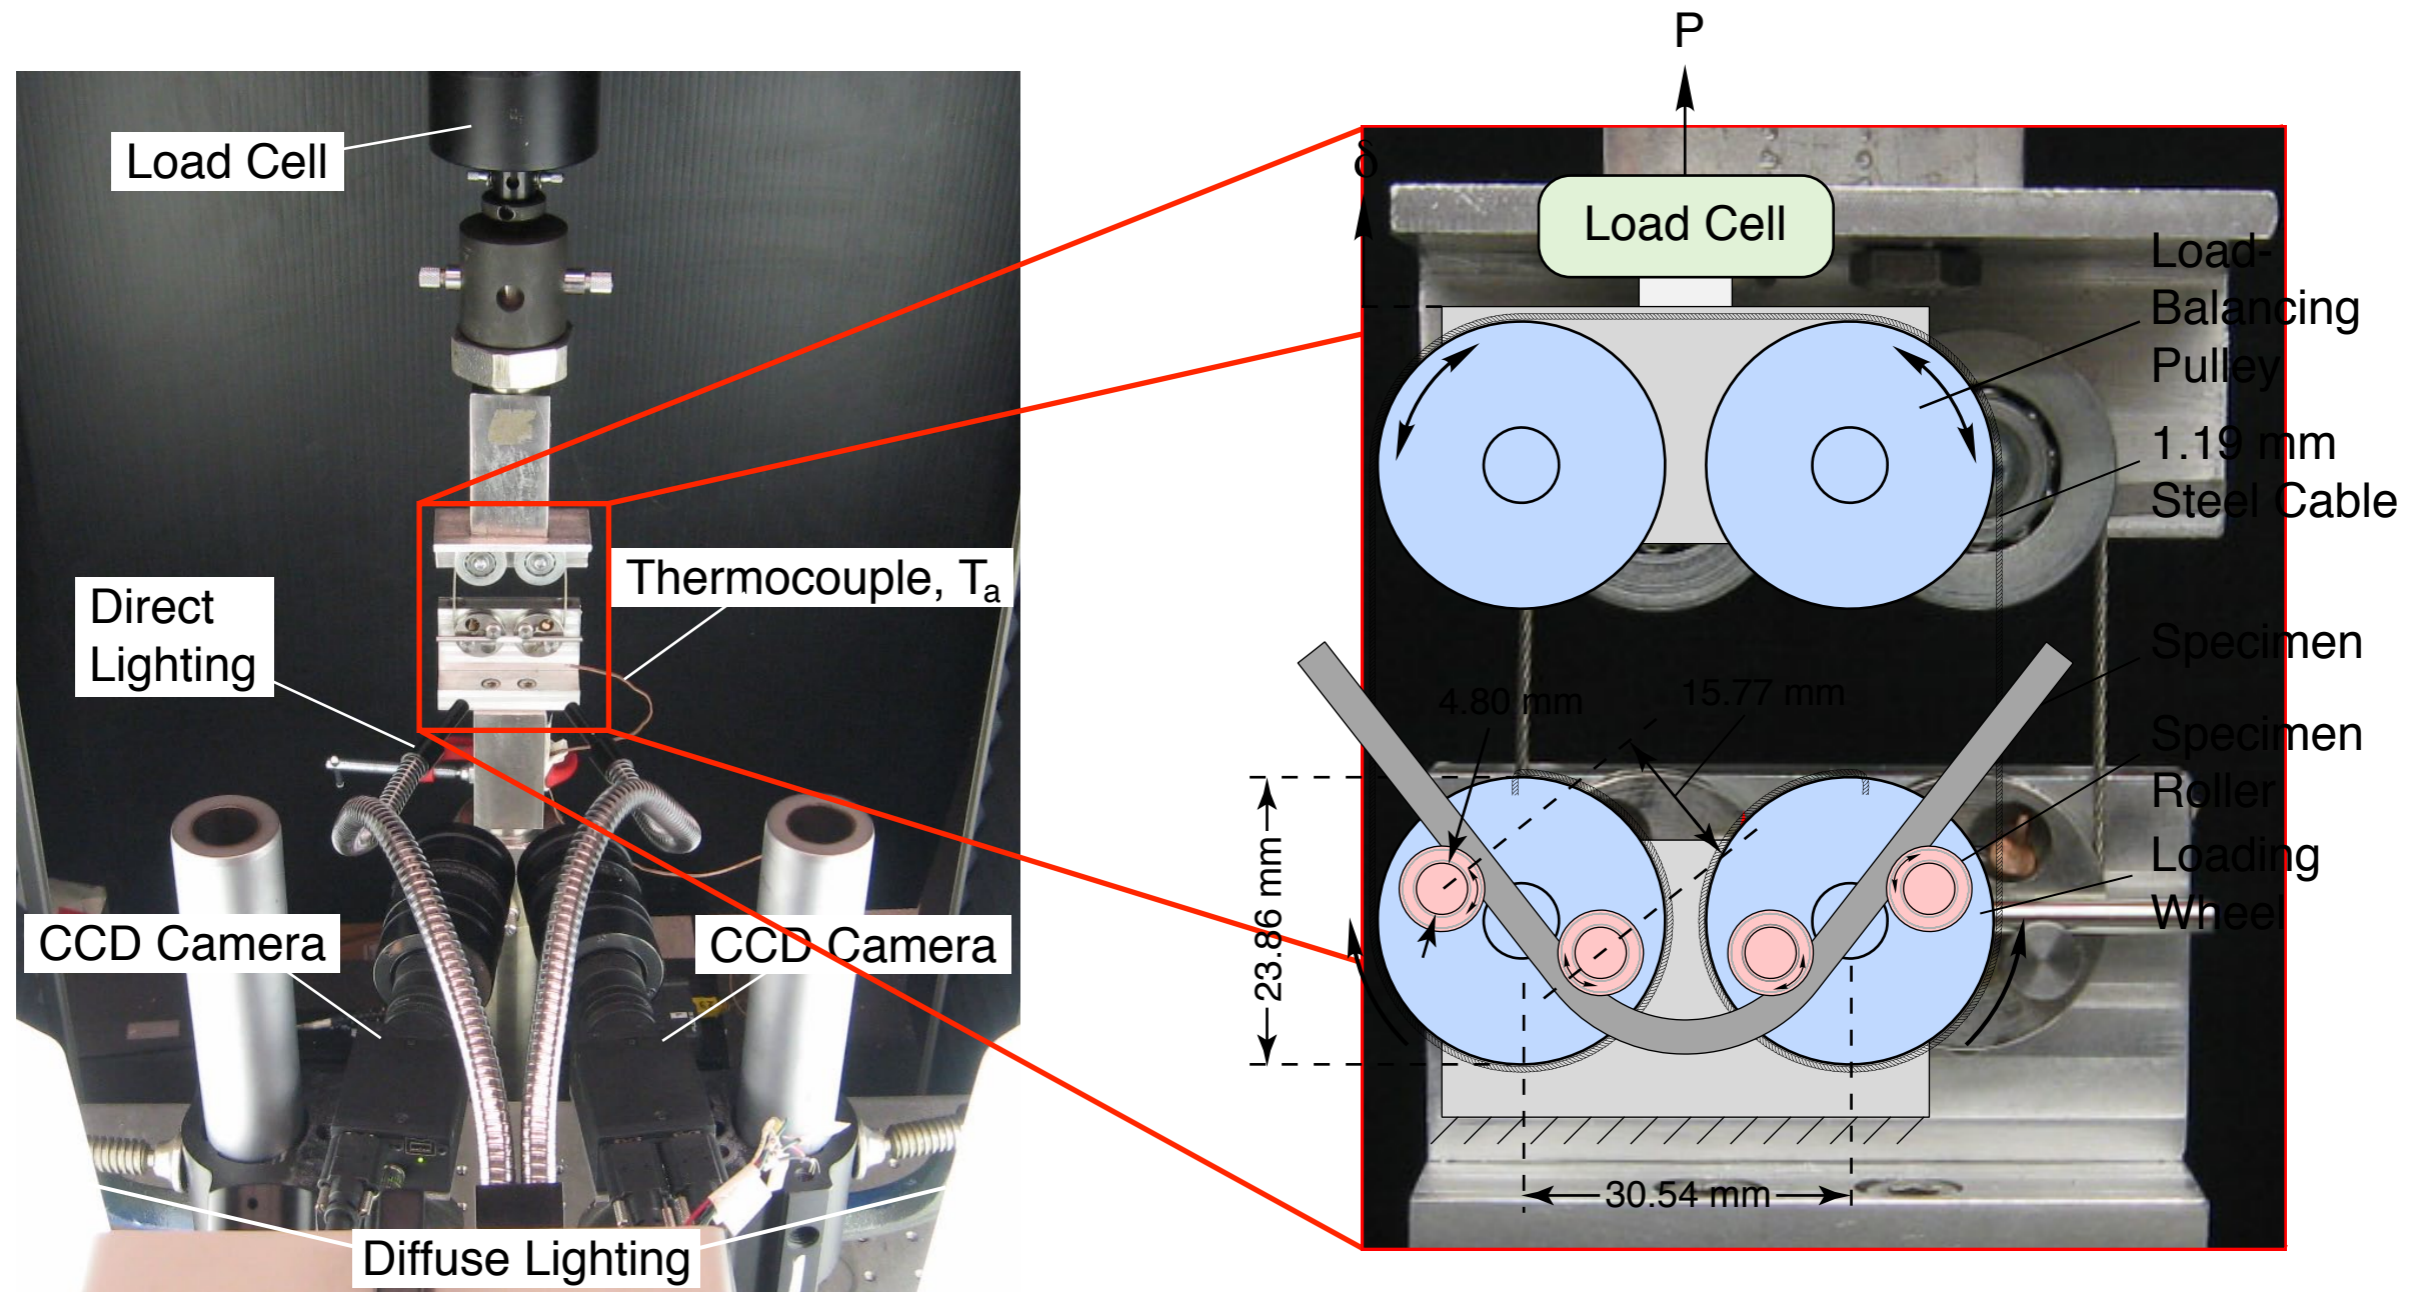 Load Cell
Direct
Lighting
Thermocouple, Ta
CCD Camera
CCD Camera
Diffuse Lighting
P
δ
Load Cell
Load-
Balancing
Pulley
1.19 mm
Steel Cable
Specimen
4.80 mm
15.77 mm
Specimen
Roller
Loading
Wheel
23.86 mm
30.54 mm